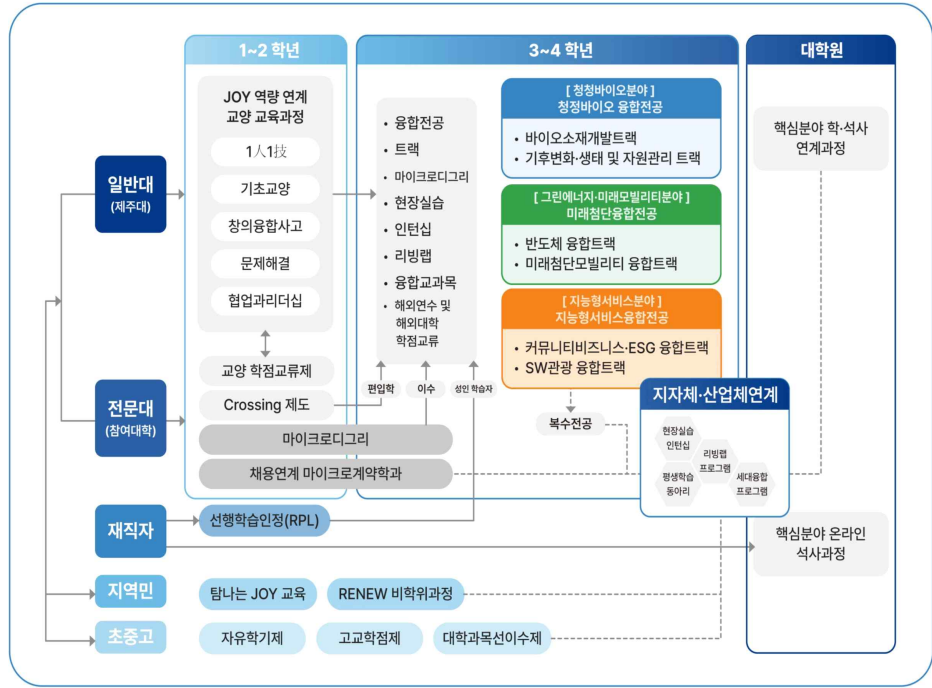 1~2 학년
3~4 학년
대학원
JOY 역량 연계
교양 교육과정
1人1技
기초교양
창의융합사고
문제해결
협업과리더십
교양 학점교류제
Crossing 제도
마이크로디그리
채용연계 마이크로계약학과
일반대
(제주대)
전문대
(참여대학)
재직자
지역민
초중고
• 융합전공
• 트랙
• 마이크로디그리
• 현장실습
• 인턴십
• 리빙랩
• 융합교과목
• 해외연수 및
해외대학
학점교류
편입학
이수
성인 학습자
[ 청정바이오분야 ]
청정바이오 융합전공
• 바이오소재개발트랙
• 기후변화·생태 및 자원관리 트랙
[ 그린에너지·미래모빌리티분야 ]
미래첨단융합전공
• 반도체 융합트랙
• 미래첨단모빌리티 융합트랙
[ 지능형서비스분야 ]
지능형서비스융합전공
• 커뮤니티비즈니스·ESG 융합트랙
• SW관광 융합트랙
복수전공
지자체·산업체연계
현장실습
인턴십
리빙랩
프로그램
평생학습
동아리
세대융합
프로그램
핵심분야 학·석사
연계과정
핵심분야 온라인
석사과정
선행학습인정(RPL)
탐나는 JOY 교육
RENEW 비학위과정
자유학기제
고교학점제
대학과목선이수제